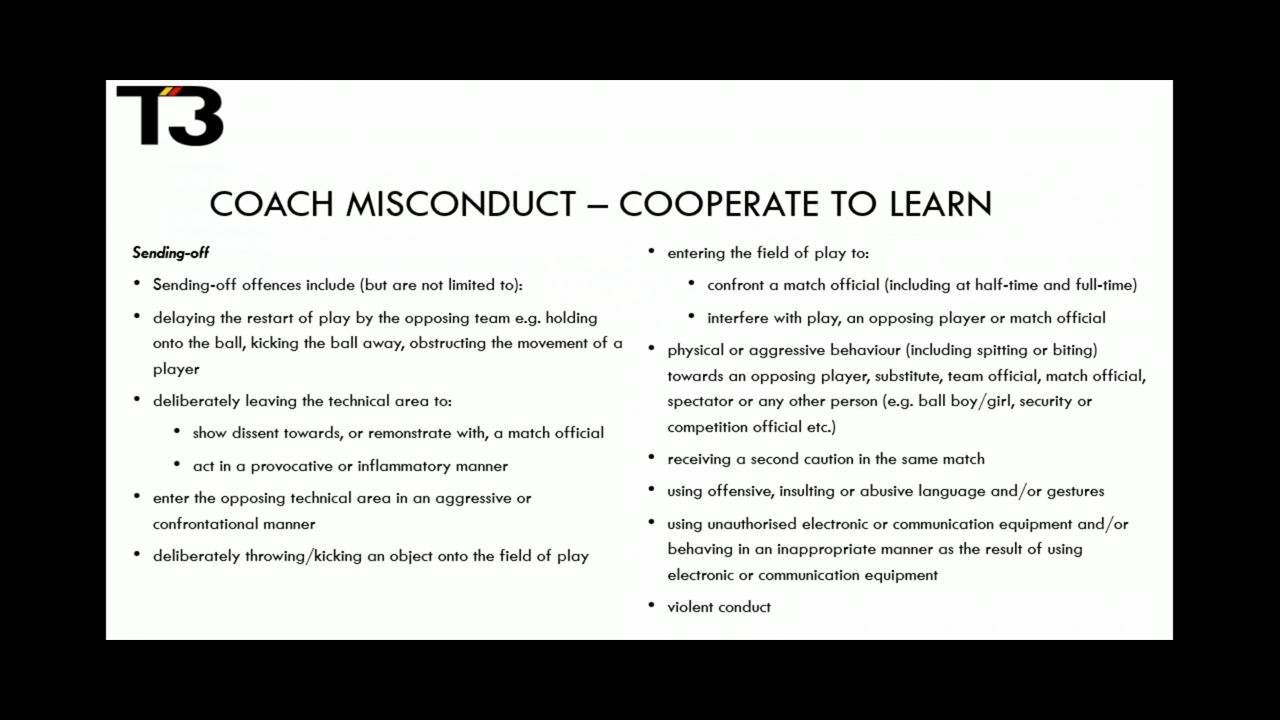 T3
COACH MISCONDUCT – COOPERATE TO LEARN
Sending-off
• Sending-off offences include (but are not limited to):
• delaying the restart of play by the opposing team e.g. holding
onto the ball, kicking the ball away, obstructing the movement of a
player
• deliberately leaving the technical area to:
• show dissent towards, or remonstrate with, a match official
• act in a provocative or inflammatory manner
• enter the opposing technical area in an aggressive or
confrontational manner
• deliberately throwing/kicking an object onto the field of play
• entering the field of play to:
• confront a match official (including at half-time and full-time)
• interfere with play, an opposing player or match official
• physical or aggressive behaviour (including spitting or biting)
towards an opposing player, substitute, team official, match official,
spectator or any other person (e.g. ball boy/girl, security or
competition official etc.)
• receiving a second caution in the same match
• using offensive, insulting or abusive language and/or gestures
• using unauthorised electronic or communication equipment and/or
behaving in an inappropriate manner as the result of using
electronic or communication equipment
• violent conduct